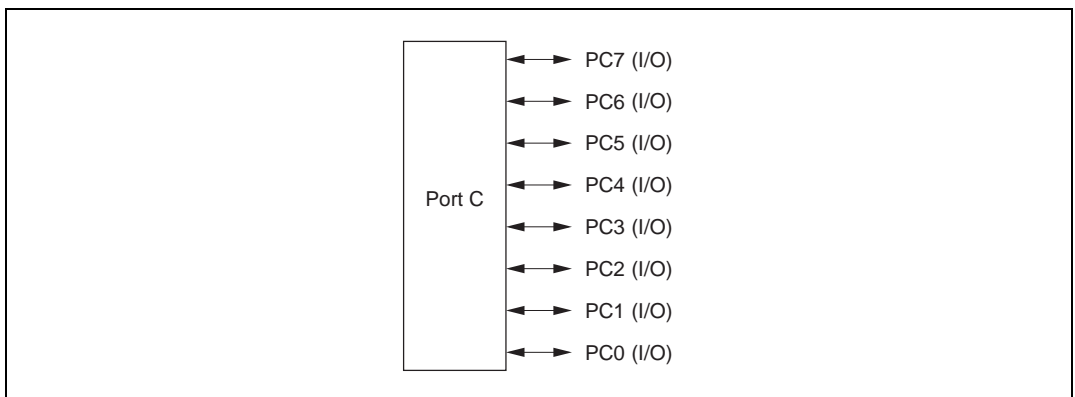 Port C
PC7 (I/O)
PC6 (I/O)
PC5 (I/O)
PC4 (I/O)
PC3 (I/O)
PC2 (I/O)
PC1 (I/O)
PC0 (I/O)